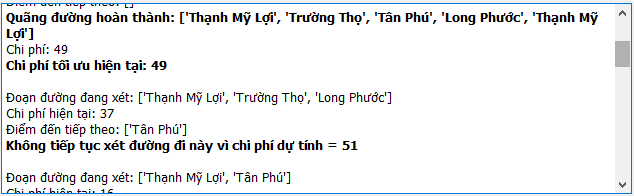 Điểm đến tiếp theo: []
Quãng đường hoàn thành: ['Thạnh Mỹ Lợi', 'Trường Thọ', 'Tân Phú', 'Long Phước', 'Thạnh Mỹ
Lợi']
Chi phí: 49
Chi phí tối ưu hiện tại: 49
Đoạn đường đang xét: ['Thạnh Mỹ Lợi', 'Trường Thọ', 'Long Phước']
Chi phí hiện tại: 37
Điểm đến tiếp theo: ['Tân Phú']
Không tiếp tục xét đường đi này vì chi phí dự tính = 51
Đoạn đường đang xét: ['Thạnh Mỹ Lợi', 'Tân Phú']
Chi phí hiện tại: 16